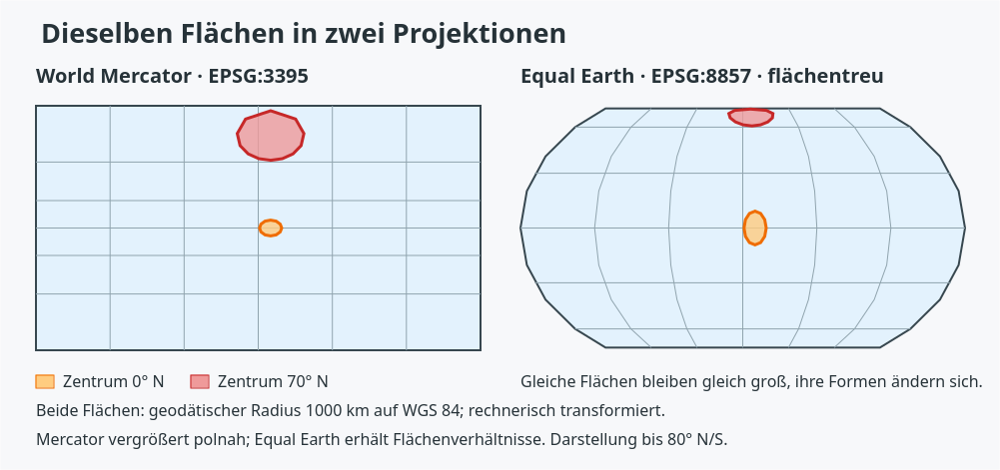 Dieselben Flächen in zwei Projektionen
World Mercator · EPSG:3395
Equal Earth · EPSG:8857 · flächentreu
Zentrum 0° N
Zentrum 70° N
Gleiche Flächen bleiben gleich groß, ihre Formen ändern sich.
Beide Flächen: geodätischer Radius 1000 km auf WGS 84; rechnerisch transformiert.
Mercator vergrößert polnah; Equal Earth erhält Flächenverhältnisse. Darstellung bis 80° N/S.